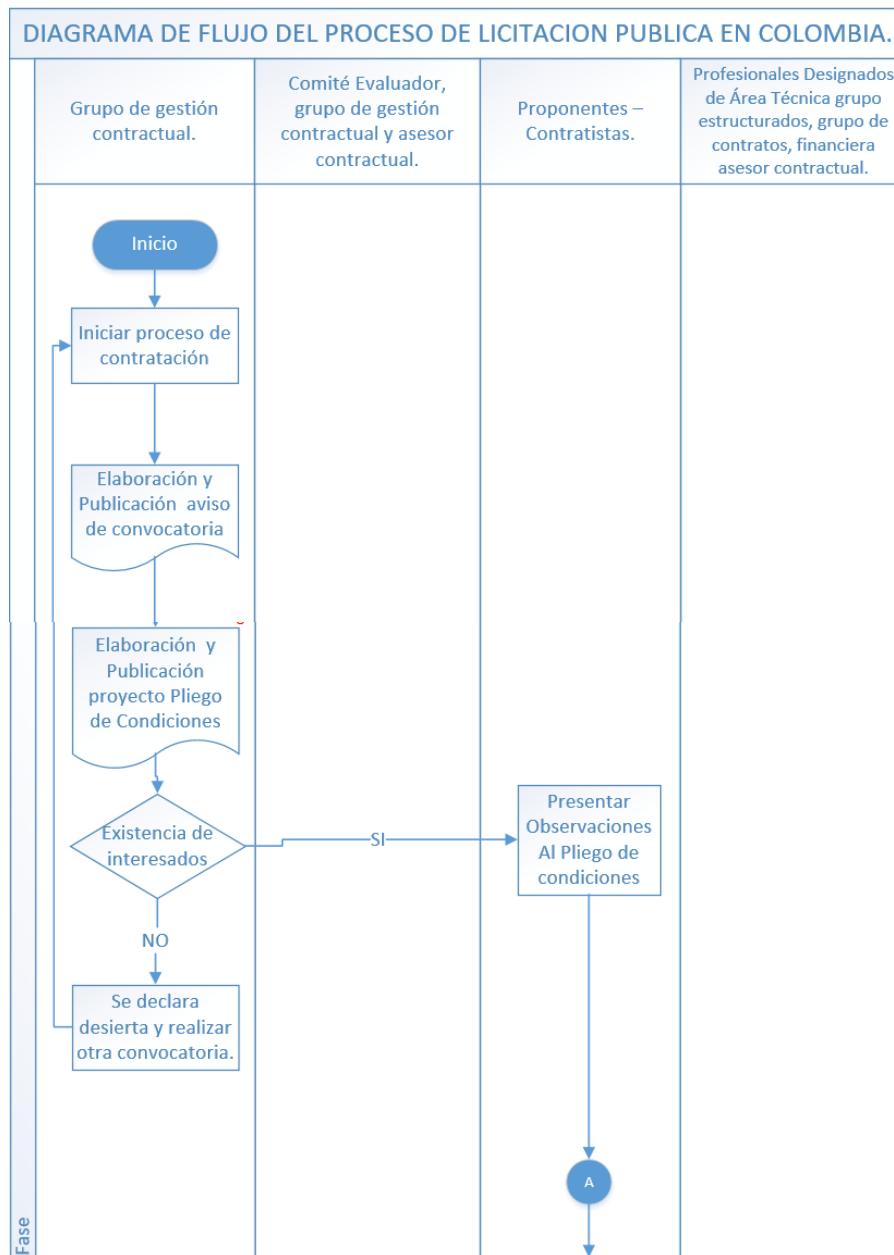 DIAGRAMA DE FLUJO DEL PROCESO DE LICITACION PUBLICA EN COLOMBIA.
Grupo de gestión
contractual.
Comité Evaluador,
grupo de gestión
contractual y asesor
contractual.
Proponentes –
Contratistas.
Profesionales Designados
de Área Técnica grupo
estructurados, grupo de
contratos, financiera
asesor contractual.
Inicio
Iniciar proceso de
contratación
Elaboración y
Publicación aviso
de convocatoria
Elaboración y
Publicación
proyecto Pliego
de Condiciones
Existencia de
interesados
SI
Presentar
Observaciones
Al Pliego de
condiciones
NO
Se declara
desierta y realizar
otra convocatoria.
A
Fase